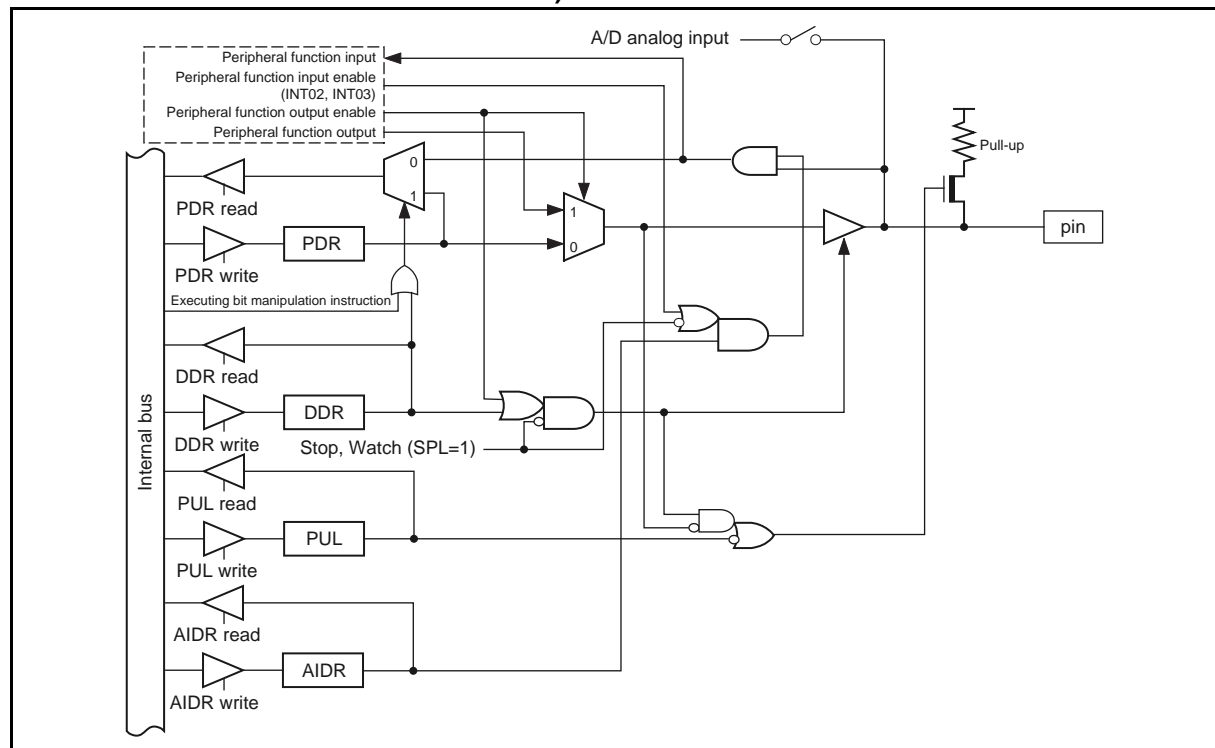 A/D analog input
Peripheral function input
Peripheral function input enable
(INT02, INT03)
Peripheral function output enable
Peripheral function output
Pull-up
0
1
PDR read
1
0
pin
PDR
PDR write
Executing bit manipulation instruction
DDR read
DDR
DDR write
Stop, Watch (SPL=1)
Internal bus
PUL read
PUL
PUL write
AIDR read
AIDR
AIDR write